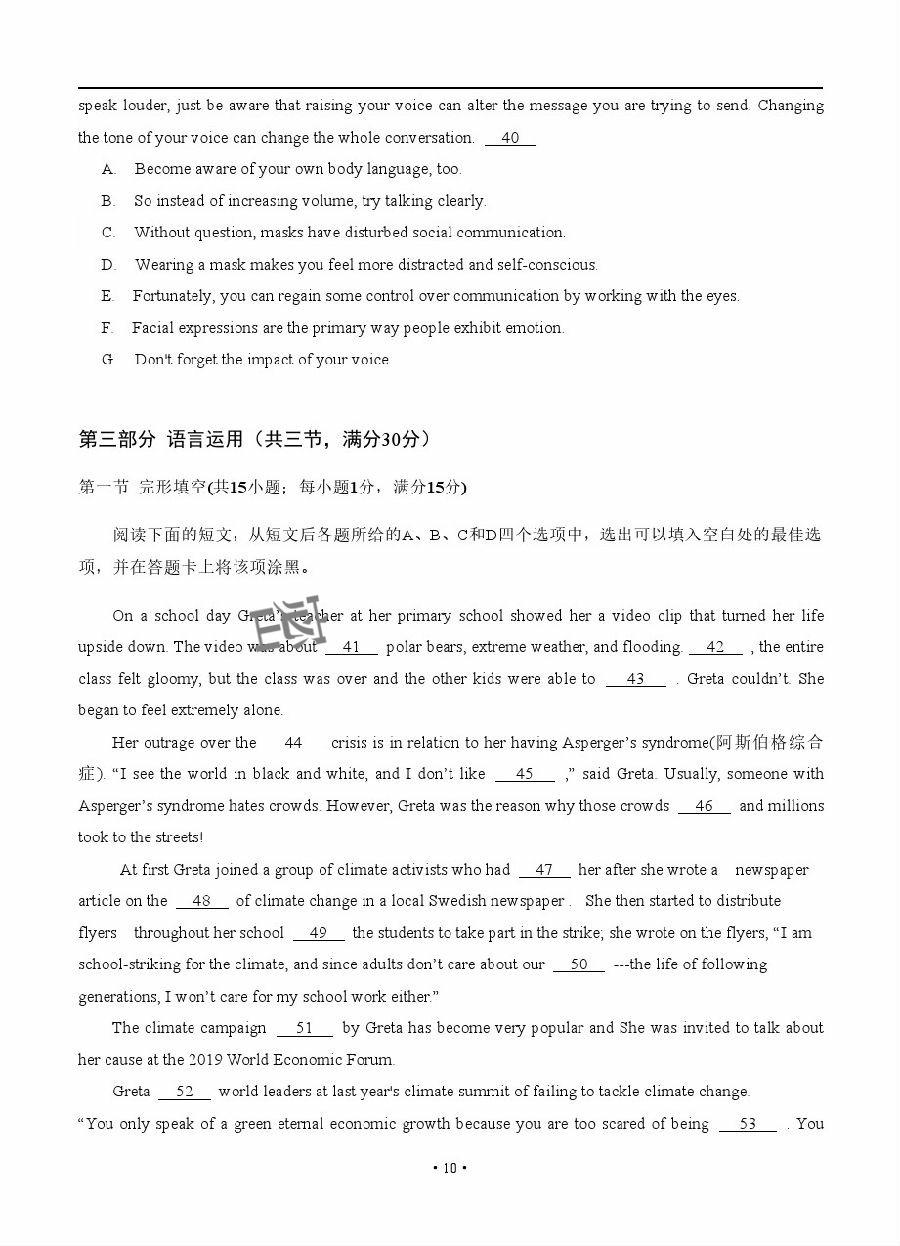 speak louder, just be aware that raising your voice can alter the message you are trying to send. Changing
the tone of your voice can change the whole conversation. 40
A. Become aware of your own body language, too.
B. So instead of increasing volume, try talking clearly.
C. Without question, masks have disturbed social communication.
D. Wearing a mask makes you feel more distracted and self-conscious.
E. Fortunately, you can regain some control over communication by working with the eyes.
F. Facial expressions are the primary way people exhibit emotion.
G Don't forget the impact of your voice
第三部分 语言运用（共三节，满分30分）
第一节 完形填空(共15小题；每小题1分，满分15分)
阅读下面的短文，从短文后各题所给的A、B、C和D四个选项中，选出可以填入空白处的最佳选
项，并在答题卡上将该项涂黑。
On a school day Greta's teacher at her primary school showed her a video clip that turned her life
upside down. The video was about 41 polar bears, extreme weather, and flooding. 42 , the entire
class felt gloomy, but the class was over and the other kids were able to 43 . Greta couldn't. She
began to feel extremely alone.
Her outrage over the 44 crisis is in relation to her having Asperger's syndrome(阿斯伯格综合
症). “I see the world in black and white, and I don't like 45 ,” said Greta. Usually, someone with
Asperger's syndrome hates crowds. However, Greta was the reason why those crowds 46 and millions
took to the streets!
At first Greta joined a group of climate activists who had 47 her after she wrote a newspaper
article on the 48 of climate change in a local Swedish newspaper . She then started to distribute
flyers throughout her school 49 the students to take part in the strike; she wrote on the flyers, “I am
school-striking for the climate, and since adults don't care about our 50 ---the life of following
generations, I won't care for my school work either.”
The climate campaign 51 by Greta has become very popular and She was invited to talk about
her cause at the 2019 World Economic Forum.
Greta 52 world leaders at last year's climate summit of failing to tackle climate change.
“You only speak of a green eternal economic growth because you are too scared of being 53 . You
• 10 •